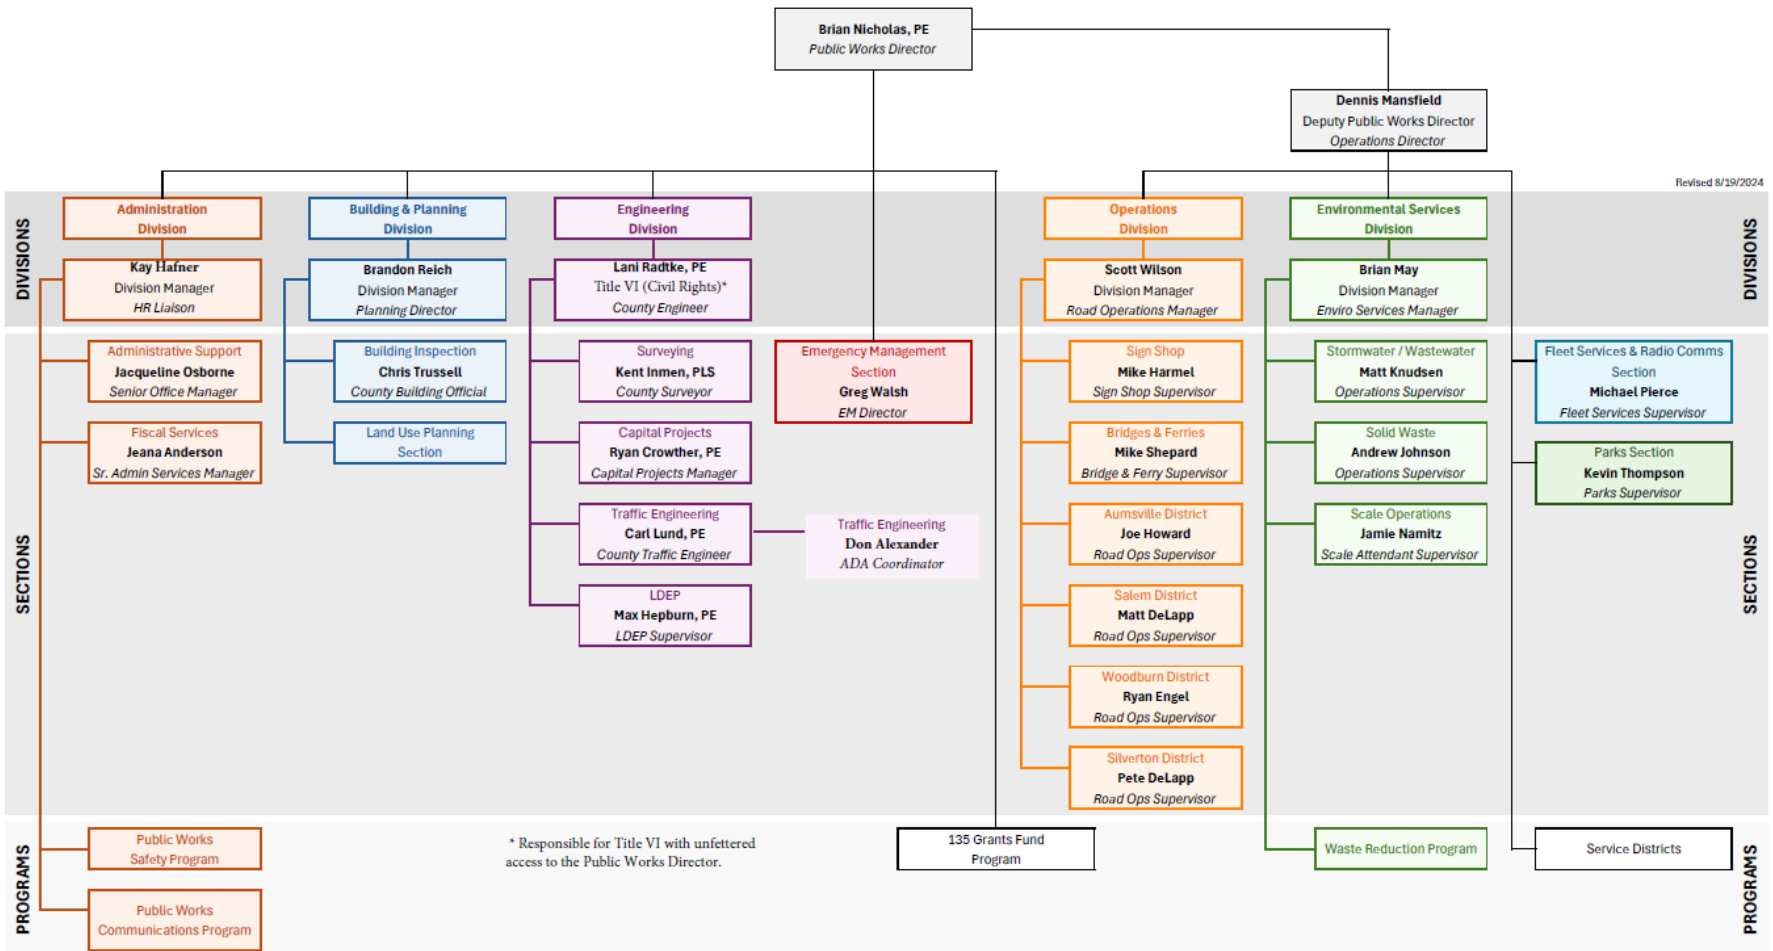 Brian Nicholas, PE
Public Works Director
Dennis Mansfield
Deputy Public Works Director
Operations Director
Revised 8/19/2024
DIVISIONS
Administration
Division
Kay Hafner
Division Manager
HR Liaison
Building & Planning
Division
Brandon Reich
Division Manager
Planning Director
Engineering
Division
Lani Radtke, PE
Title VI (Civil Rights)*
County Engineer
Operations
Division
Scott Wilson
Division Manager
Road Operations Manager
Environmental Services
Division
Brian May
Division Manager
Enviro Services Manager
DIVISIONS
SECTIONS
Administrative Support
Jacqueline Osborne
Senior Office Manager
Fiscal Services
Jeana Anderson
Sr. Admin Services Manager
Building Inspection
Chris Trussell
County Building Official
Land Use Planning
Section
Surveying
Kent Inmen, PLS
County Surveyor
Capital Projects
Ryan Crowther, PE
Capital Projects Manager
Traffic Engineering
Carl Lund, PE
County Traffic Engineer
Traffic Engineering
Don Alexander
ADA Coordinator
LDEP
Max Hepburn, PE
LDEP Supervisor
Emergency Management
Section
Greg Walsh
EM Director
Sign Shop
Mike Harmel
Sign Shop Supervisor
Bridges & Ferries
Mike Shepard
Bridge & Ferry Supervisor
Aumsville District
Joe Howard
Road Ops Supervisor
Salem District
Matt DeLapp
Road Ops Supervisor
Woodburn District
Ryan Engel
Road Ops Supervisor
Silverton District
Pete DeLapp
Road Ops Supervisor
Stormwater / Wastewater
Matt Knudsen
Operations Supervisor
Solid Waste
Andrew Johnson
Operations Supervisor
Scale Operations
Jamie Namitz
Scale Attendant Supervisor
Fleet Services & Radio Comms
Section
Michael Pierce
Fleet Services Supervisor
Parks Section
Kevin Thompson
Parks Supervisor
SECTIONS
PROGRAMS
Public Works
Safety Program
Public Works
Communications Program
* Responsible for Title VI with unfettered
access to the Public Works Director.
135 Grants Fund
Program
Waste Reduction Program
Service Districts
PROGRAMS